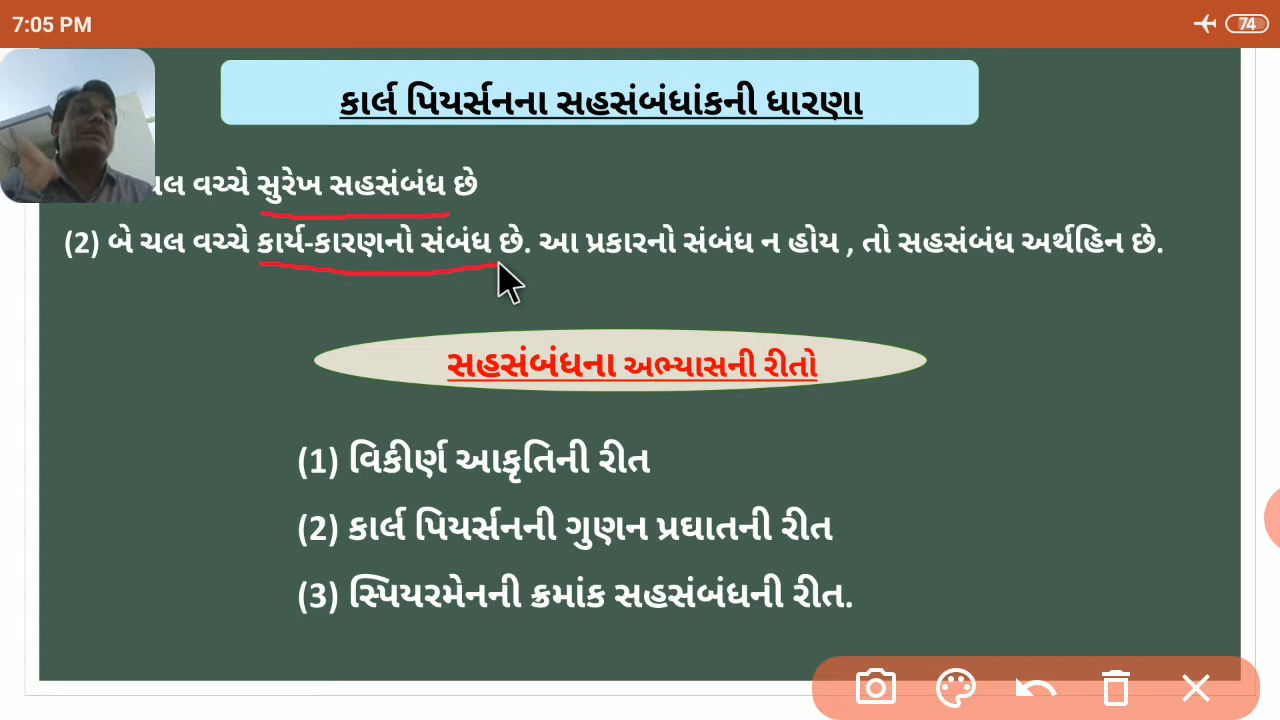 7:05 PM
74
કાર્લ પિયર્સનના સહસંબંધાંકની ધારણા
ચલ વચ્ચે સુરેખ સહસંબંધ છે
(2) બે ચલ વચ્ચે કાર્ય-કારણનો સંબંધ છે. આ પ્રકારનો સંબંધ ન હોય , તો સહસંબંધ અર્થહિન છે.
સહસંબંધના અભ્યાસની રીતો
(1) વિકીર્ણ આકૃતિની રીત
(2) કાર્લ પિયર્સનની ગુણન પ્રઘાતની રીત
(3) સ્પિયરમેનની ક્રમાંક સહસંબંધની રીત.